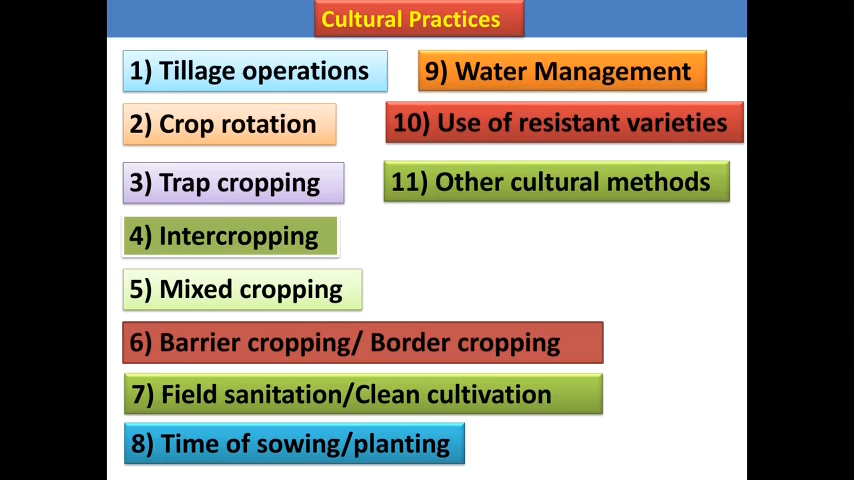 Cultural Practices
1) Tillage operations
2) Crop rotation
3) Trap cropping
4) Intercropping
5) Mixed cropping
6) Barrier cropping/ Border cropping
7) Field sanitation/Clean cultivation
8) Time of sowing/planting
9) Water Management
10) Use of resistant varieties
11) Other cultural methods